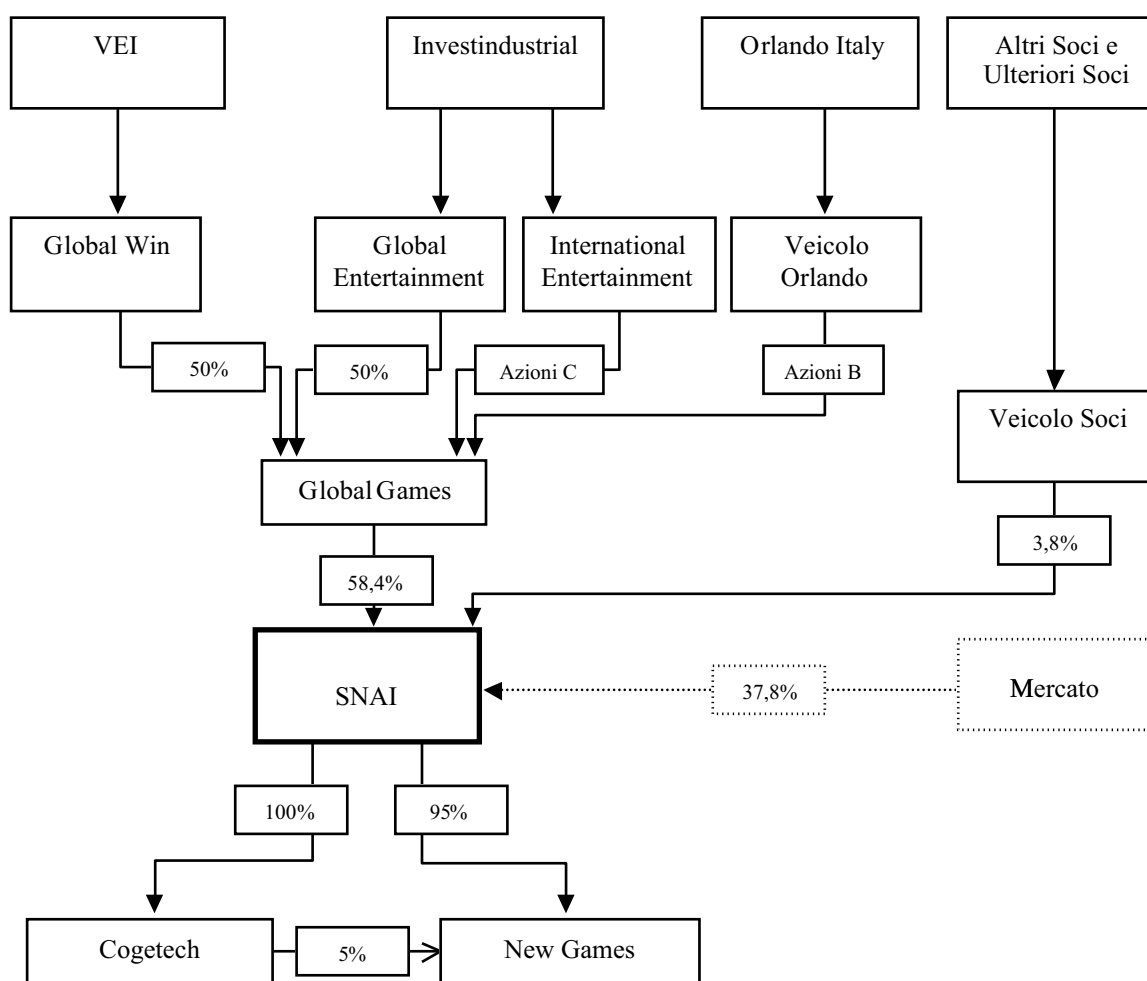 VEI
Investindustrial
Orlando Italy
Altri Soci e
Ulteriori Soci
Global Win
Global
Entertainment
International
Entertainment
Veicolo
Orlando
50%
50%
Azioni C
Azioni B
Veicolo Soci
Global Games
3,8%
58,4%
SNAI
37,8%
Mercato
100%
95%
Cogetech
5%
New Games